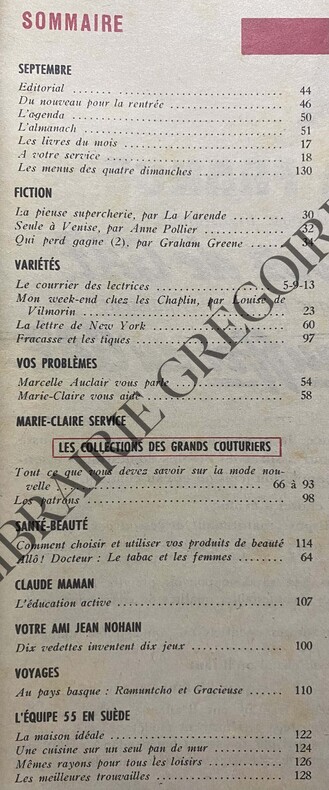 SOMMAIRE
SEPTEMBRE
Editorial .......... 44
Du nouveau pour la rentrée .......... 46
L'agenda .......... 50
L'almanach .......... 51
Les livres du mois .......... 17
A votre service .......... 18
Les menus des quatre dimanches .......... 130
FICTION
La pieuse supercherie, par La Varende .......... 30
Seule à Venise, par Anne Pollier .......... 32
Qui perd gagne (2), par Graham Greene .......... 34
VARIÉTÉS
Le courrier des lectrices .......... 5-9-13
Mon week-end chez les Chaplin, par Louise de
Vilmorin .......... 23
La lettre de New York .......... 60
Fracasse et les tiques .......... 97
VOS PROBLÈMES
Marcelle Auclair vous parle .......... 54
Marie-Claire vous aide .......... 58
MARIE-CLAIRE SERVICE
LES COLLECTIONS DES GRANDS COUTURIERS
Tout ce que vous devez savoir sur la mode nou-
velle .......... 66 à 93
Les patrons .......... 98
SANTÉ-BEAUTÉ
Comment choisir et utiliser vos produits de beauté 114
Allô! Docteur : Le tabac et les femmes .......... 64
CLAUDE MAMAN
L'éducation active .......... 107
VOTRE AMI JEAN NOHAIN
Dix vedettes inventent dix jeux .......... 100
VOYAGES
Au pays basque : Ramuntcho et Gracieuse .......... 110
L'ÉQUIPE 55 EN SUÈDE
La maison idéale .......... 122
Une cuisine sur un seul pan de mur .......... 124
Mêmes rayons pour tous les loisirs .......... 126
Les meilleures trouvailles .......... 128
LIBRAIRIE GREGOIRE